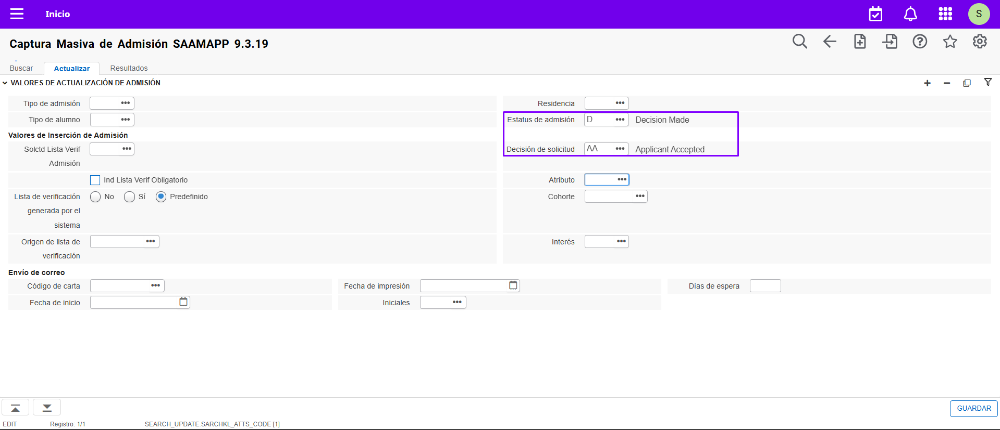 Inicio
S
Captura Masiva de Admisión SAAMAPP 9.3.19
Buscar
Actualizar
Resultados
VALORES DE ACTUALIZACIÓN DE ADMISIÓN
Tipo de admisión
Residencia
Tipo de alumno
Estatus de admisión D Decision Made
Valores de Inserción de Admisión
Solctd Lista Verif
Admisión
Decisión de solicitud AA Applicant Accepted
Ind Lista Verif Obligatorio
Atributo
Lista de verificación
generada por el
sistema
No Sí Predefinido
Cohorte
Origen de lista de
verificación
Interés
Envío de correo
Código de carta
Fecha de impresión
Días de espera
Fecha de inicio
Iniciales
GUARDAR
EDIT Registro: 1/1 SEARCH_UPDATE.SARCHKL_ATTS_CODE [1]